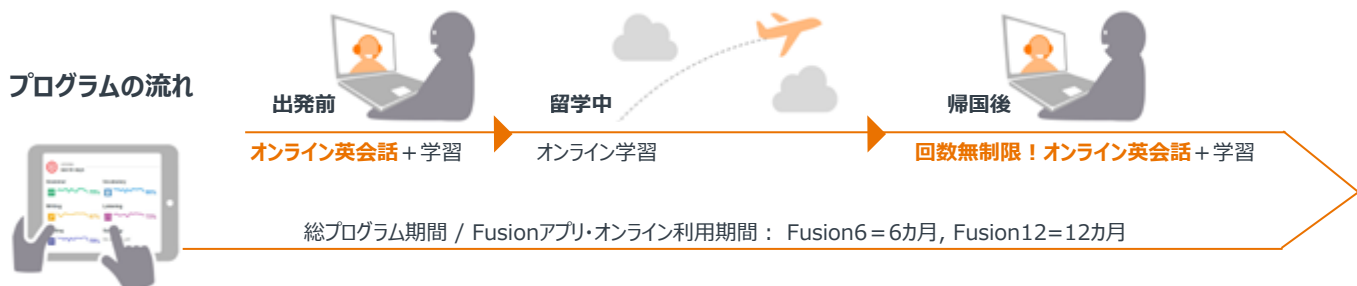 プログラムの流れ
出発前
留学中
帰国後
オンライン英会話＋学習
オンライン学習
回数無制限！オンライン英会話＋学習
総プログラム期間 / Fusionアプリ・オンライン利用期間： Fusion6＝6カ月, Fusion12=12カ月